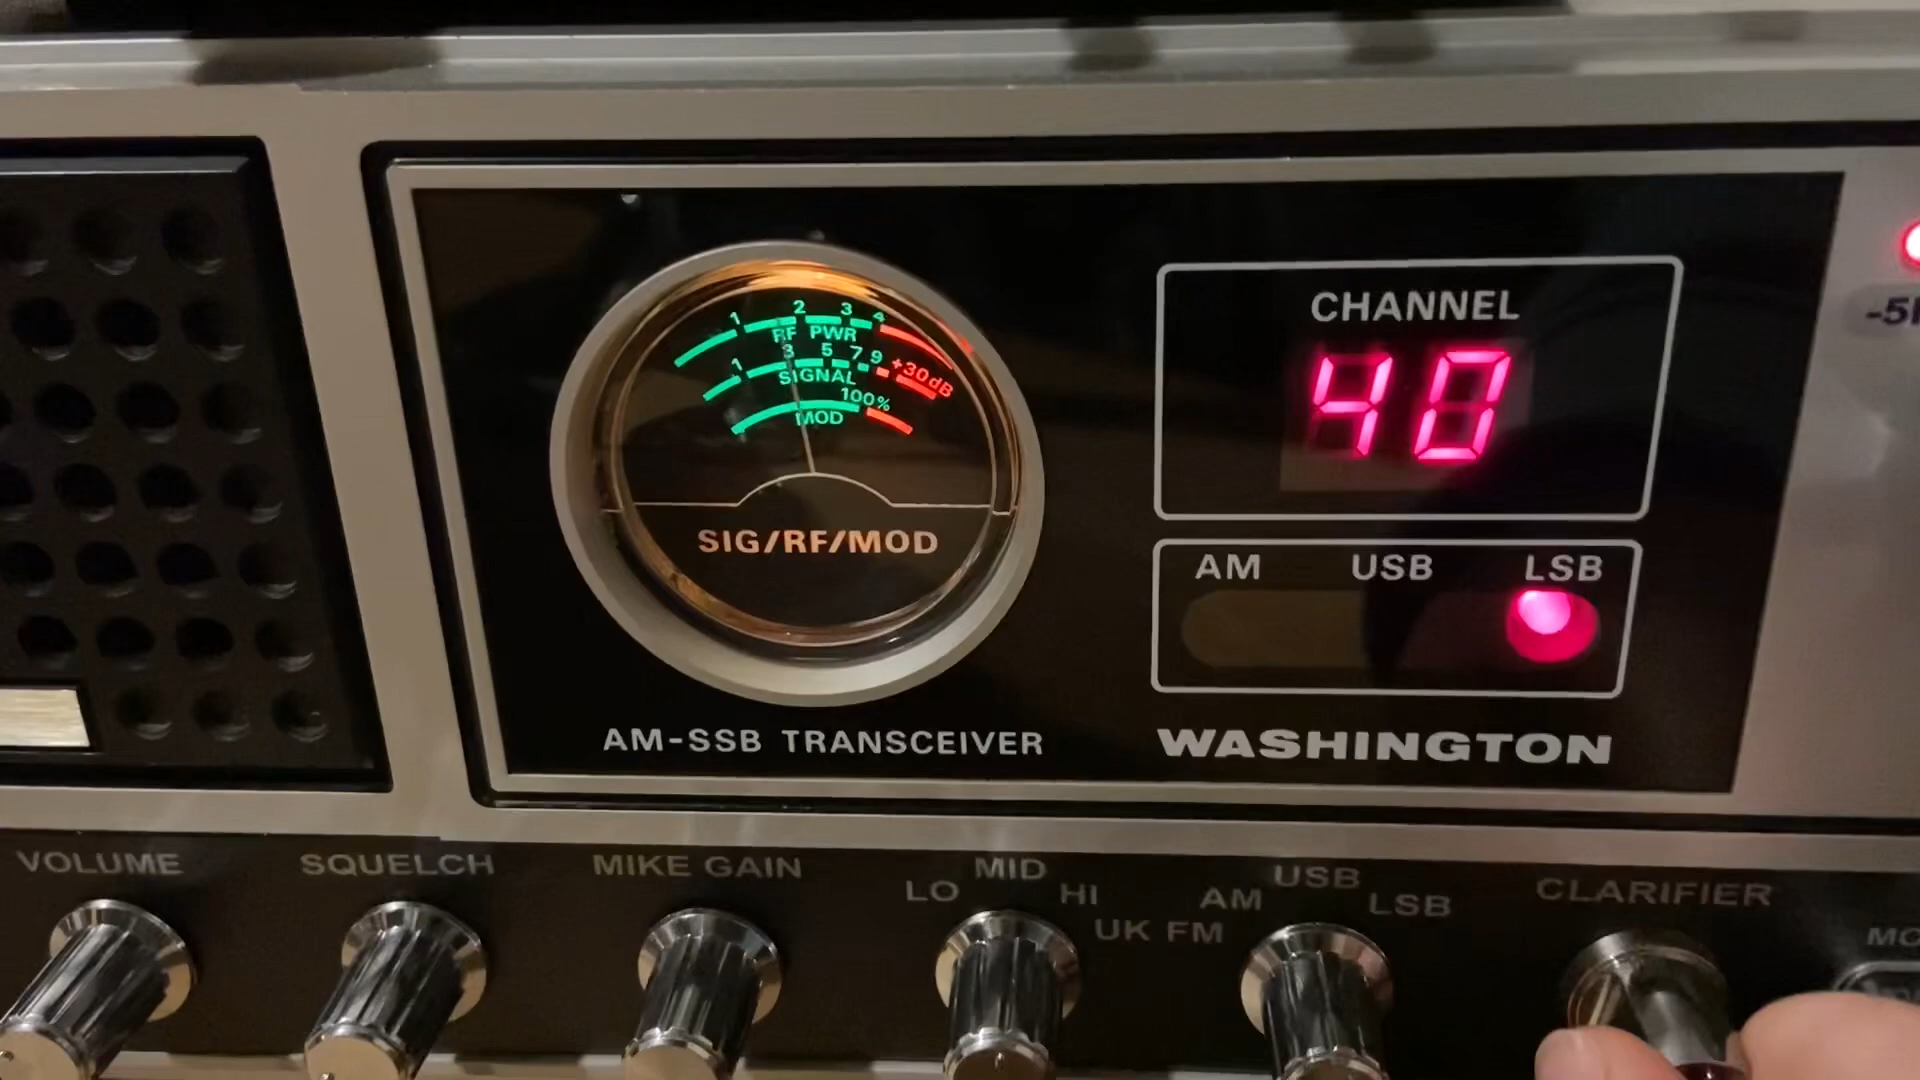 1 2 3 4
RF PWR
1 3 5 7 9 +30dB
SIGNAL
100%
MOD
SIG/RF/MOD
AM-SSB TRANSCEIVER
CHANNEL
40
AM USB LSB
WASHINGTON
VOLUME
SQUELCH
MIKE GAIN
LO MID HI
UK FM AM USB LSB
CLARIFIER